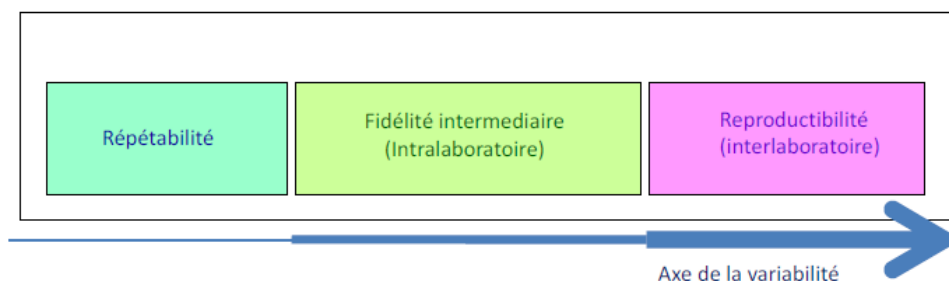 Répétabilité
Fidélité intermediaire
(Intralaboratoire)
Reproductibilité
(interlaboratoire)
Axe de la variabilité